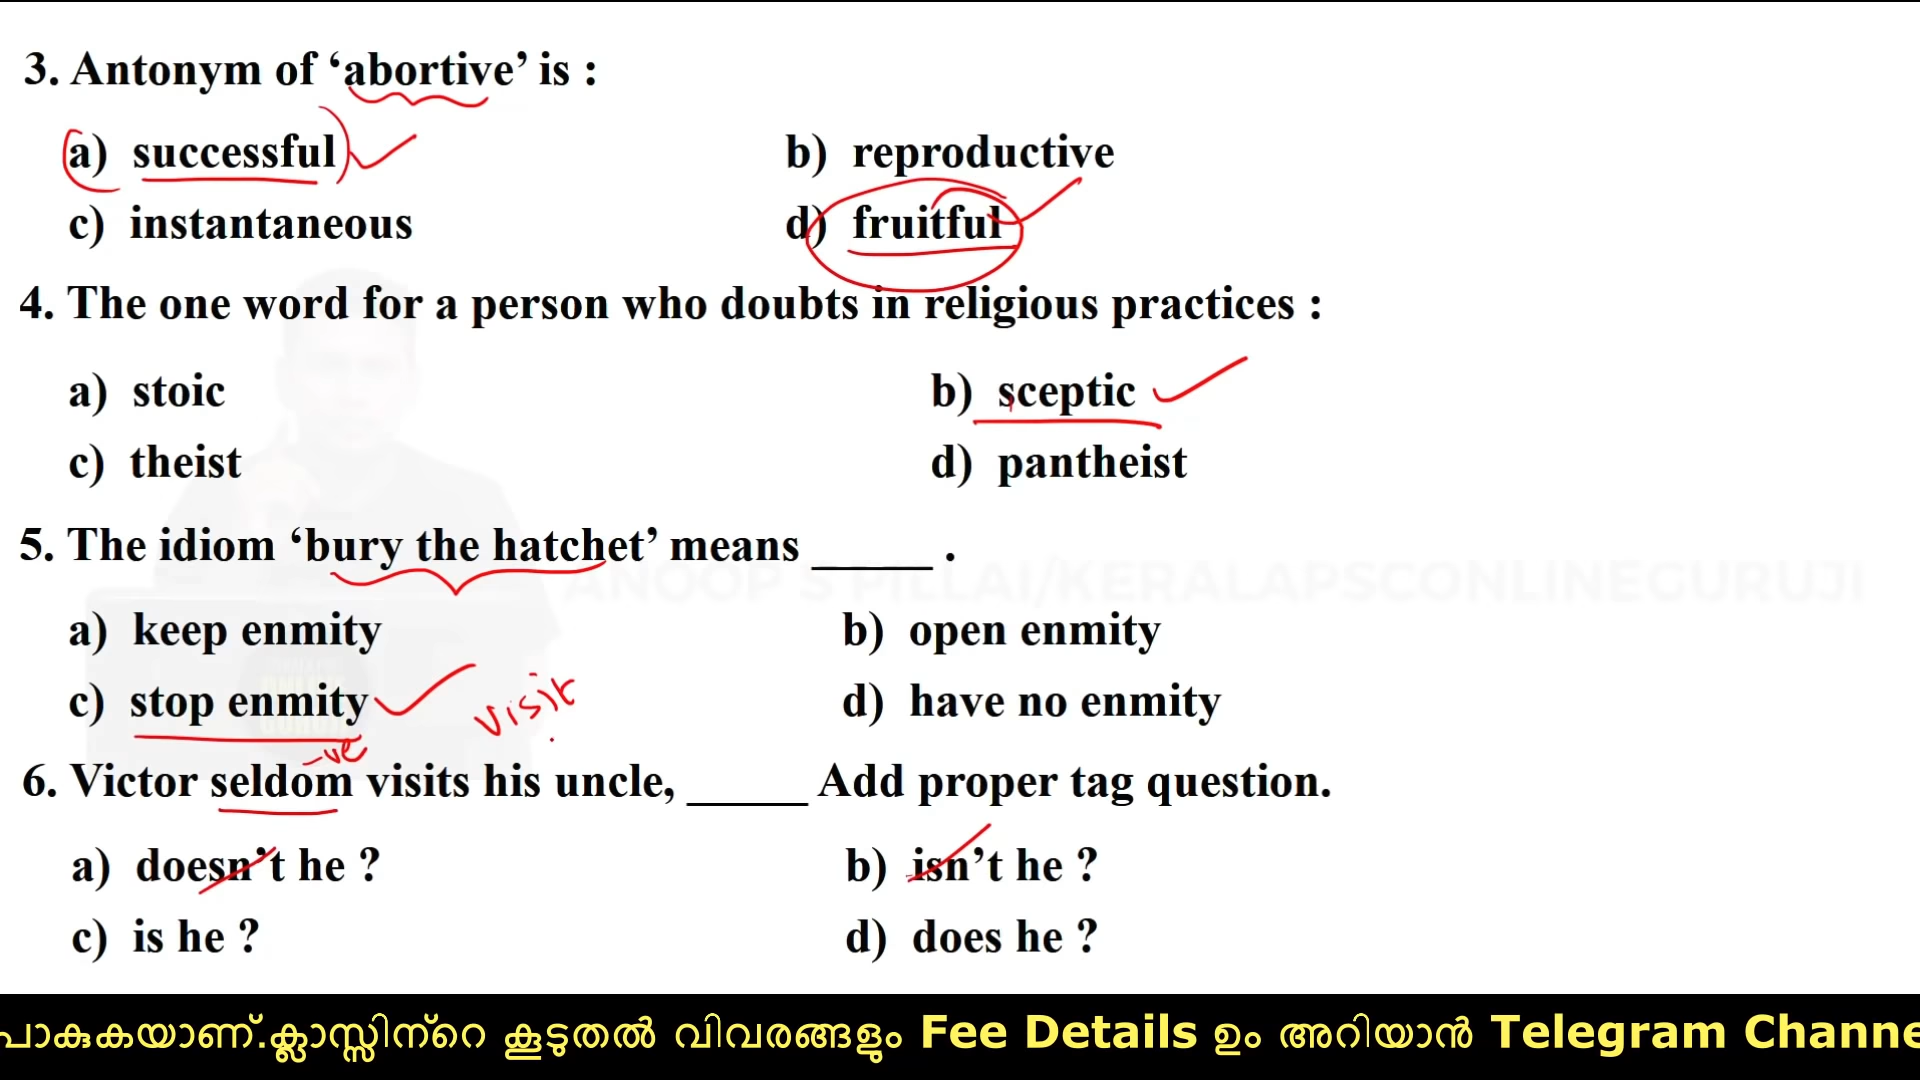 3. Antonym of ‘abortive’ is :
a) successful b) reproductive
c) instantaneous d) fruitful
4. The one word for a person who doubts in religious practices :
a) stoic b) sceptic
c) theist d) pantheist
5. The idiom ‘bury the hatchet’ means _____ .
ANOOP S PILLAI/KERALAPSCONLINEGURUJI
a) keep enmity b) open enmity
c) stop enmity d) have no enmity
visit
-ve
6. Victor seldom visits his uncle, _____ Add proper tag question.
a) doesn’t he ? b) isn’t he ?
c) is he ? d) does he ?
പാകുകയാണ്.ക്ലാസ്സിന്റെ കൂടുതൽ വിവരങ്ങളും Fee Details ഉം അറിയാൻ Telegram Channe